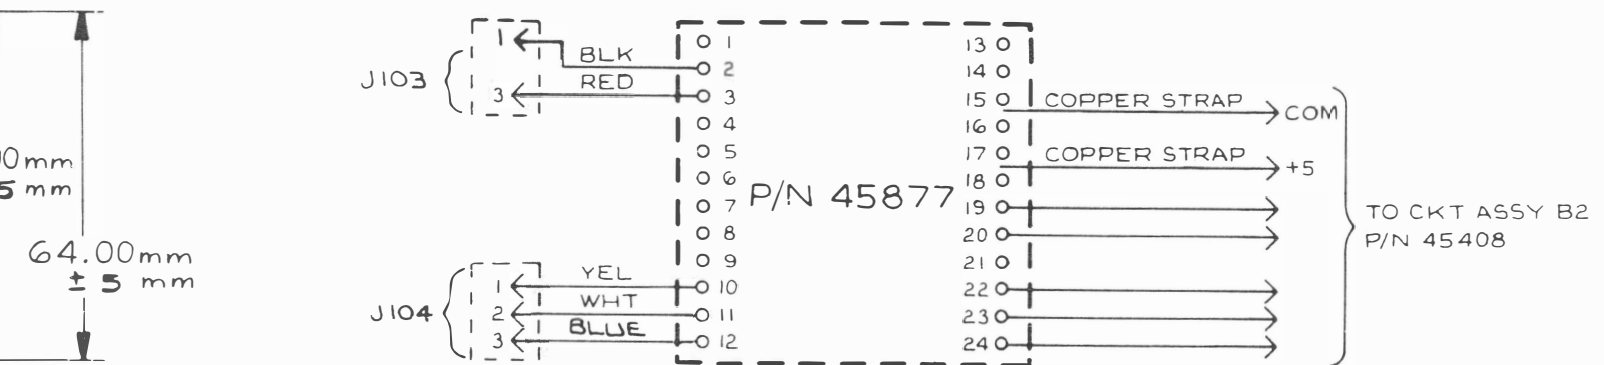 1 BLK 1 13
J103 RED 2 14
3 3 15 COPPER STRAP COM
4 16
00mm 5 17 COPPER STRAP +5
5 mm 6 18
P/N 45877
7 19 TO CKT ASSY B2
64.00mm 8 20 P/N 45408
± 5 mm 9 21
YEL
1 10 22
WHT
J104 2 11 23
BLUE
3 12 24